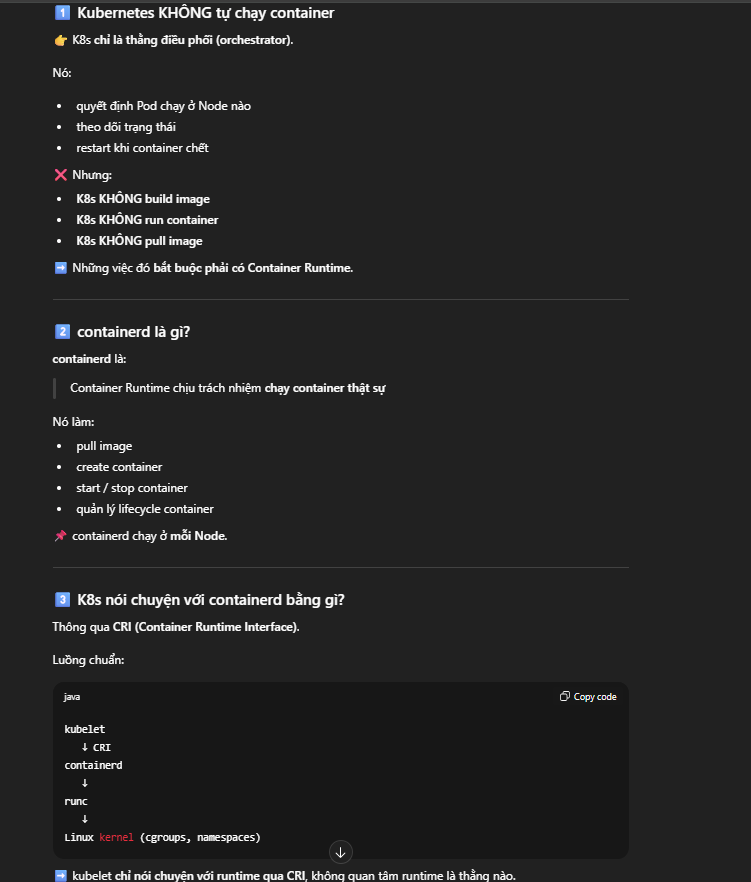 1 Kubernetes KHÔNG tự chạy container
👉 K8s chỉ là thằng điều phối (orchestrator).
Nó:
• quyết định Pod chạy ở Node nào
• theo dõi trạng thái
• restart khi container chết
❌ Nhưng:
• K8s KHÔNG build image
• K8s KHÔNG run container
• K8s KHÔNG pull image
➡️ Những việc đó bắt buộc phải có Container Runtime.
2 containerd là gì?
containerd là:
Container Runtime chịu trách nhiệm chạy container thật sự
Nó làm:
• pull image
• create container
• start / stop container
• quản lý lifecycle container
📌 containerd chạy ở mỗi Node.
3 K8s nói chuyện với containerd bằng gì?
Thông qua CRI (Container Runtime Interface).
Luồng chuẩn:
java Copy code
kubelet
↓ CRI
containerd
↓
runc
↓
Linux kernel (cgroups, namespaces)
➡️ kubelet chỉ nói chuyện với runtime qua CRI, không quan tâm runtime là thằng nào.